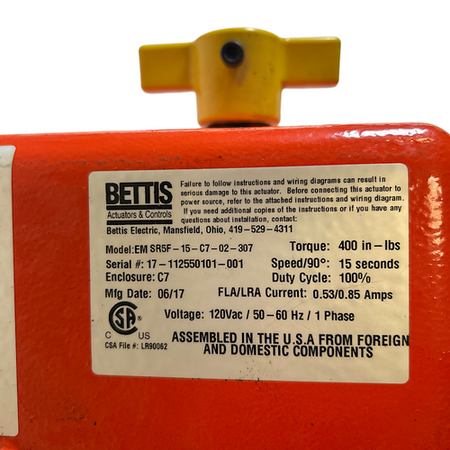 BETTIS
Actuators & Controls
Failure to follow instructions and wiring diagrams can result in
serious damage to this actuator. Before connecting this actuator to
power source, refer to the attached instructions and wiring diagram.
If you need additional copies of the instructions or if you have any
questions about installation, contact:
Bettis Electric, Mansfield, Ohio, 419-529-4311
Model: EM SR5F-15-C7-02-307 Torque: 400 in-lbs
Serial #: 17-112550101-001 Speed/90°: 15 seconds
Enclosure: C7 Duty Cycle: 100%
Mfg Date: 06/17 FLA/LRA Current: 0.53/0.85 Amps
Voltage: 120Vac / 50-60 Hz / 1 Phase
SA
C US
CSA File #: LR90062
ASSEMBLED IN THE U.S.A FROM FOREIGN
AND DOMESTIC COMPONENTS